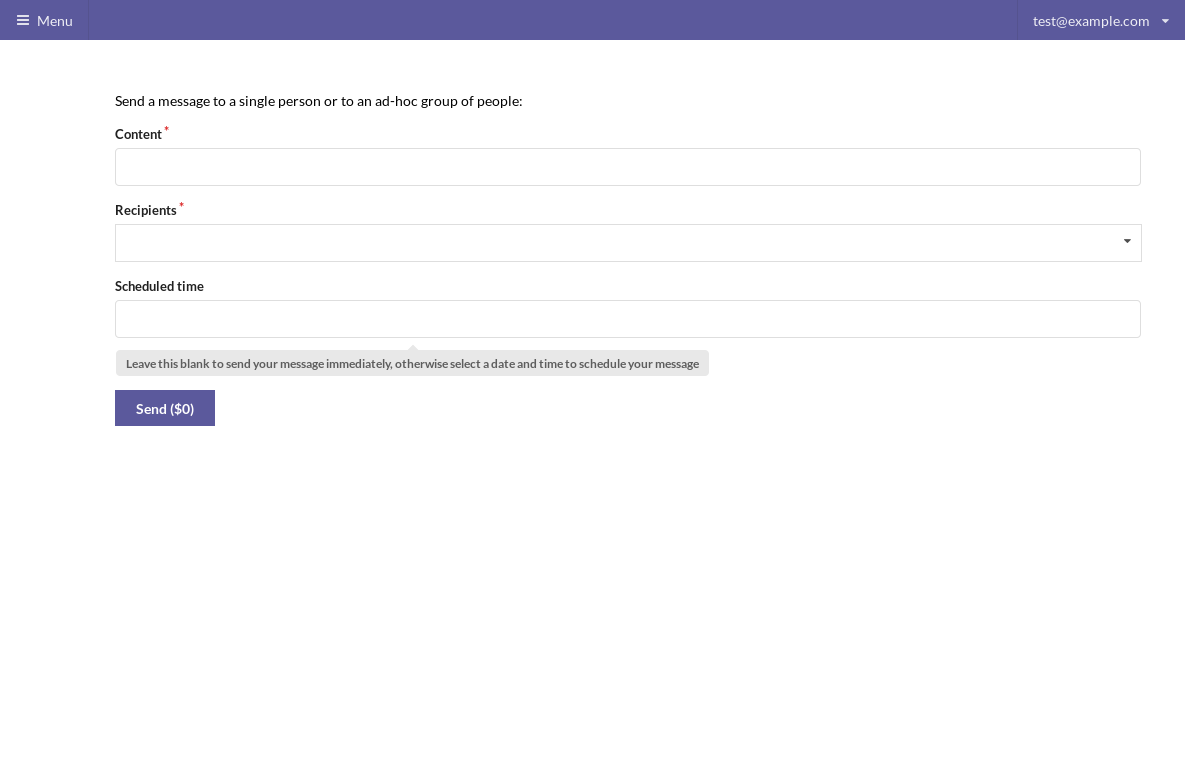 Menu
test@example.com
Send a message to a single person or to an ad-hoc group of people:
Content *
Recipients *
Scheduled time
Leave this blank to send your message immediately, otherwise select a date and time to schedule your message
Send ($0)